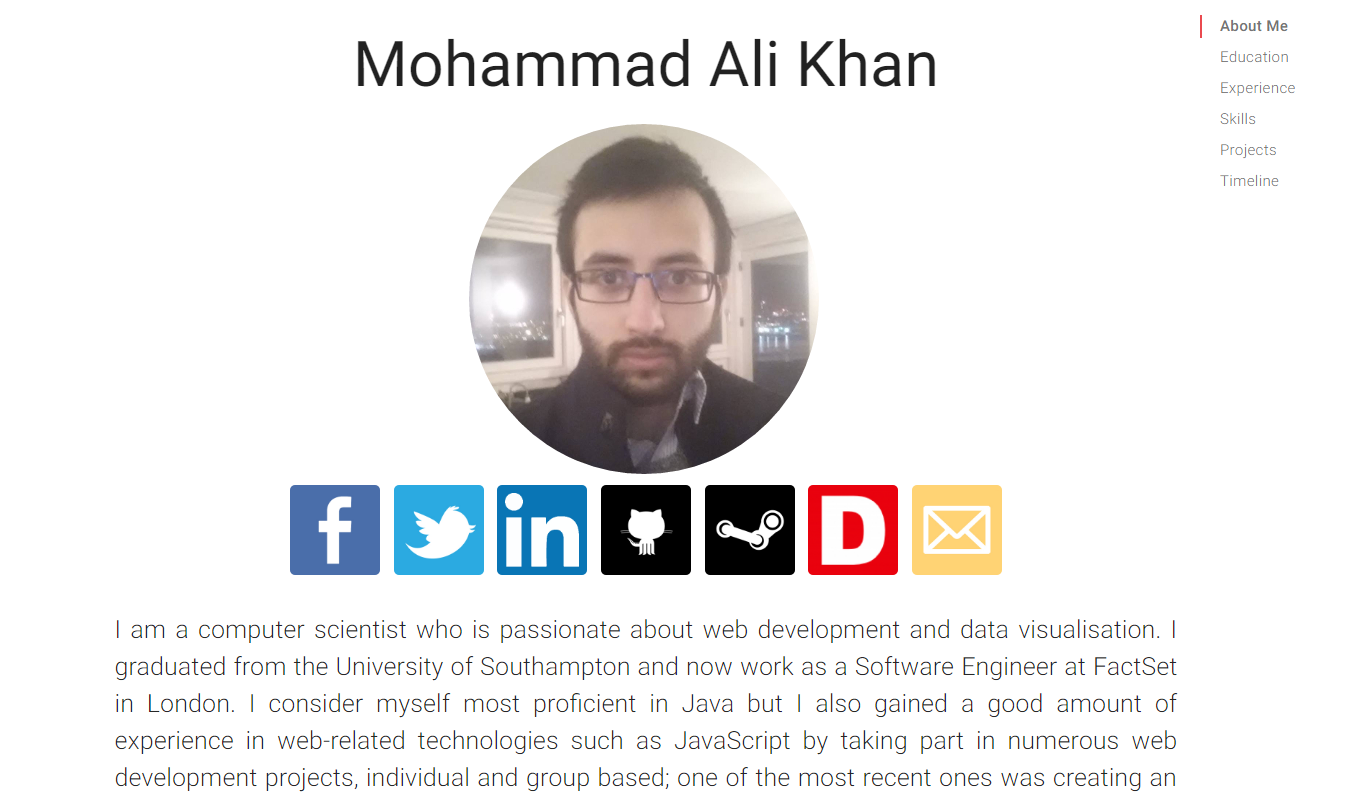 Mohammad Ali Khan
About Me
Education
Experience
Skills
Projects
Timeline
f
in
D
I am a computer scientist who is passionate about web development and data visualisation. I
graduated from the University of Southampton and now work as a Software Engineer at FactSet
in London. I consider myself most proficient in Java but I also gained a good amount of
experience in web-related technologies such as JavaScript by taking part in numerous web
development projects, individual and group based; one of the most recent ones was creating an